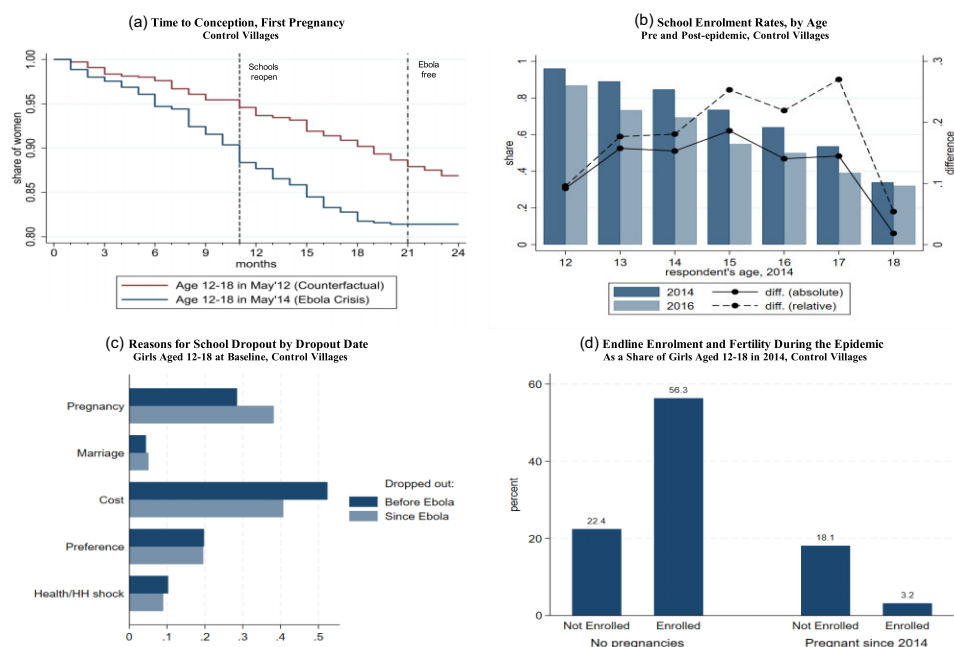 (a) Time to Conception, First Pregnancy
Control Villages
share of women
1.00
0.95
0.90
0.85
0.80
Schools
reopen
Ebola
free
0 3 6 9 12 15 18 21 24
months
Age 12-18 in May'12 (Counterfactual)
Age 12-18 in May'14 (Ebola Crisis)
(b) School Enrolment Rates, by Age
Pre and Post-epidemic, Control Villages
share
1
.8
.6
.4
.2
0
.3
.2
.1
0
difference
12 13 14 15 16 17 18
respondent's age, 2014
2014 diff. (absolute)
2016 diff. (relative)
(c) Reasons for School Dropout by Dropout Date
Girls Aged 12-18 at Baseline, Control Villages
Pregnancy
Marriage
Cost
Preference
Health/HH shock
0 .1 .2 .3 .4 .5
Dropped out:
Before Ebola
Since Ebola
(d) Endline Enrolment and Fertility During the Epidemic
As a Share of Girls Aged 12-18 in 2014, Control Villages
percent
60
40
20
0
22.4
56.3
18.1
3.2
Not Enrolled Enrolled Not Enrolled Enrolled
No pregnancies Pregnant since 2014